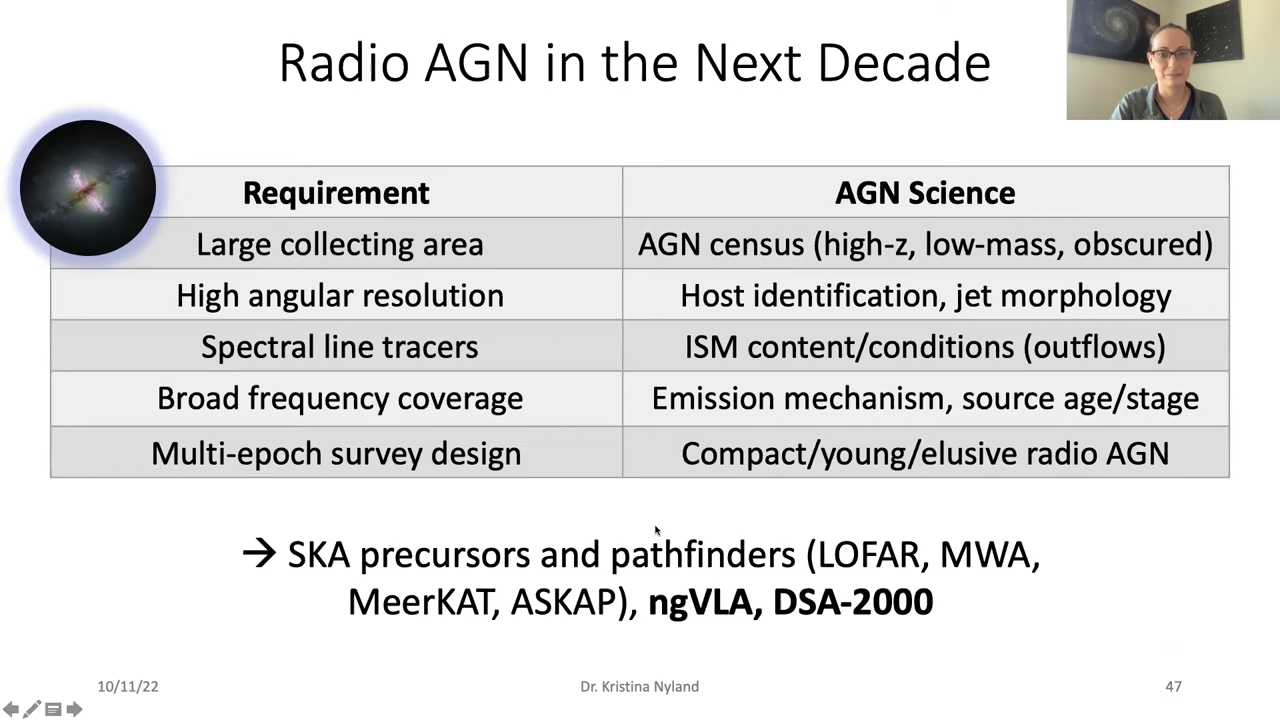 Radio AGN in the Next Decade
Requirement
AGN Science
Large collecting area
AGN census (high-z, low-mass, obscured)
High angular resolution
Host identification, jet morphology
Spectral line tracers
ISM content/conditions (outflows)
Broad frequency coverage
Emission mechanism, source age/stage
Multi-epoch survey design
Compact/young/elusive radio AGN
→ SKA precursors and pathfinders (LOFAR, MWA,
MeerKAT, ASKAP), ngVLA, DSA-2000
10/11/22
Dr. Kristina Nyland
47